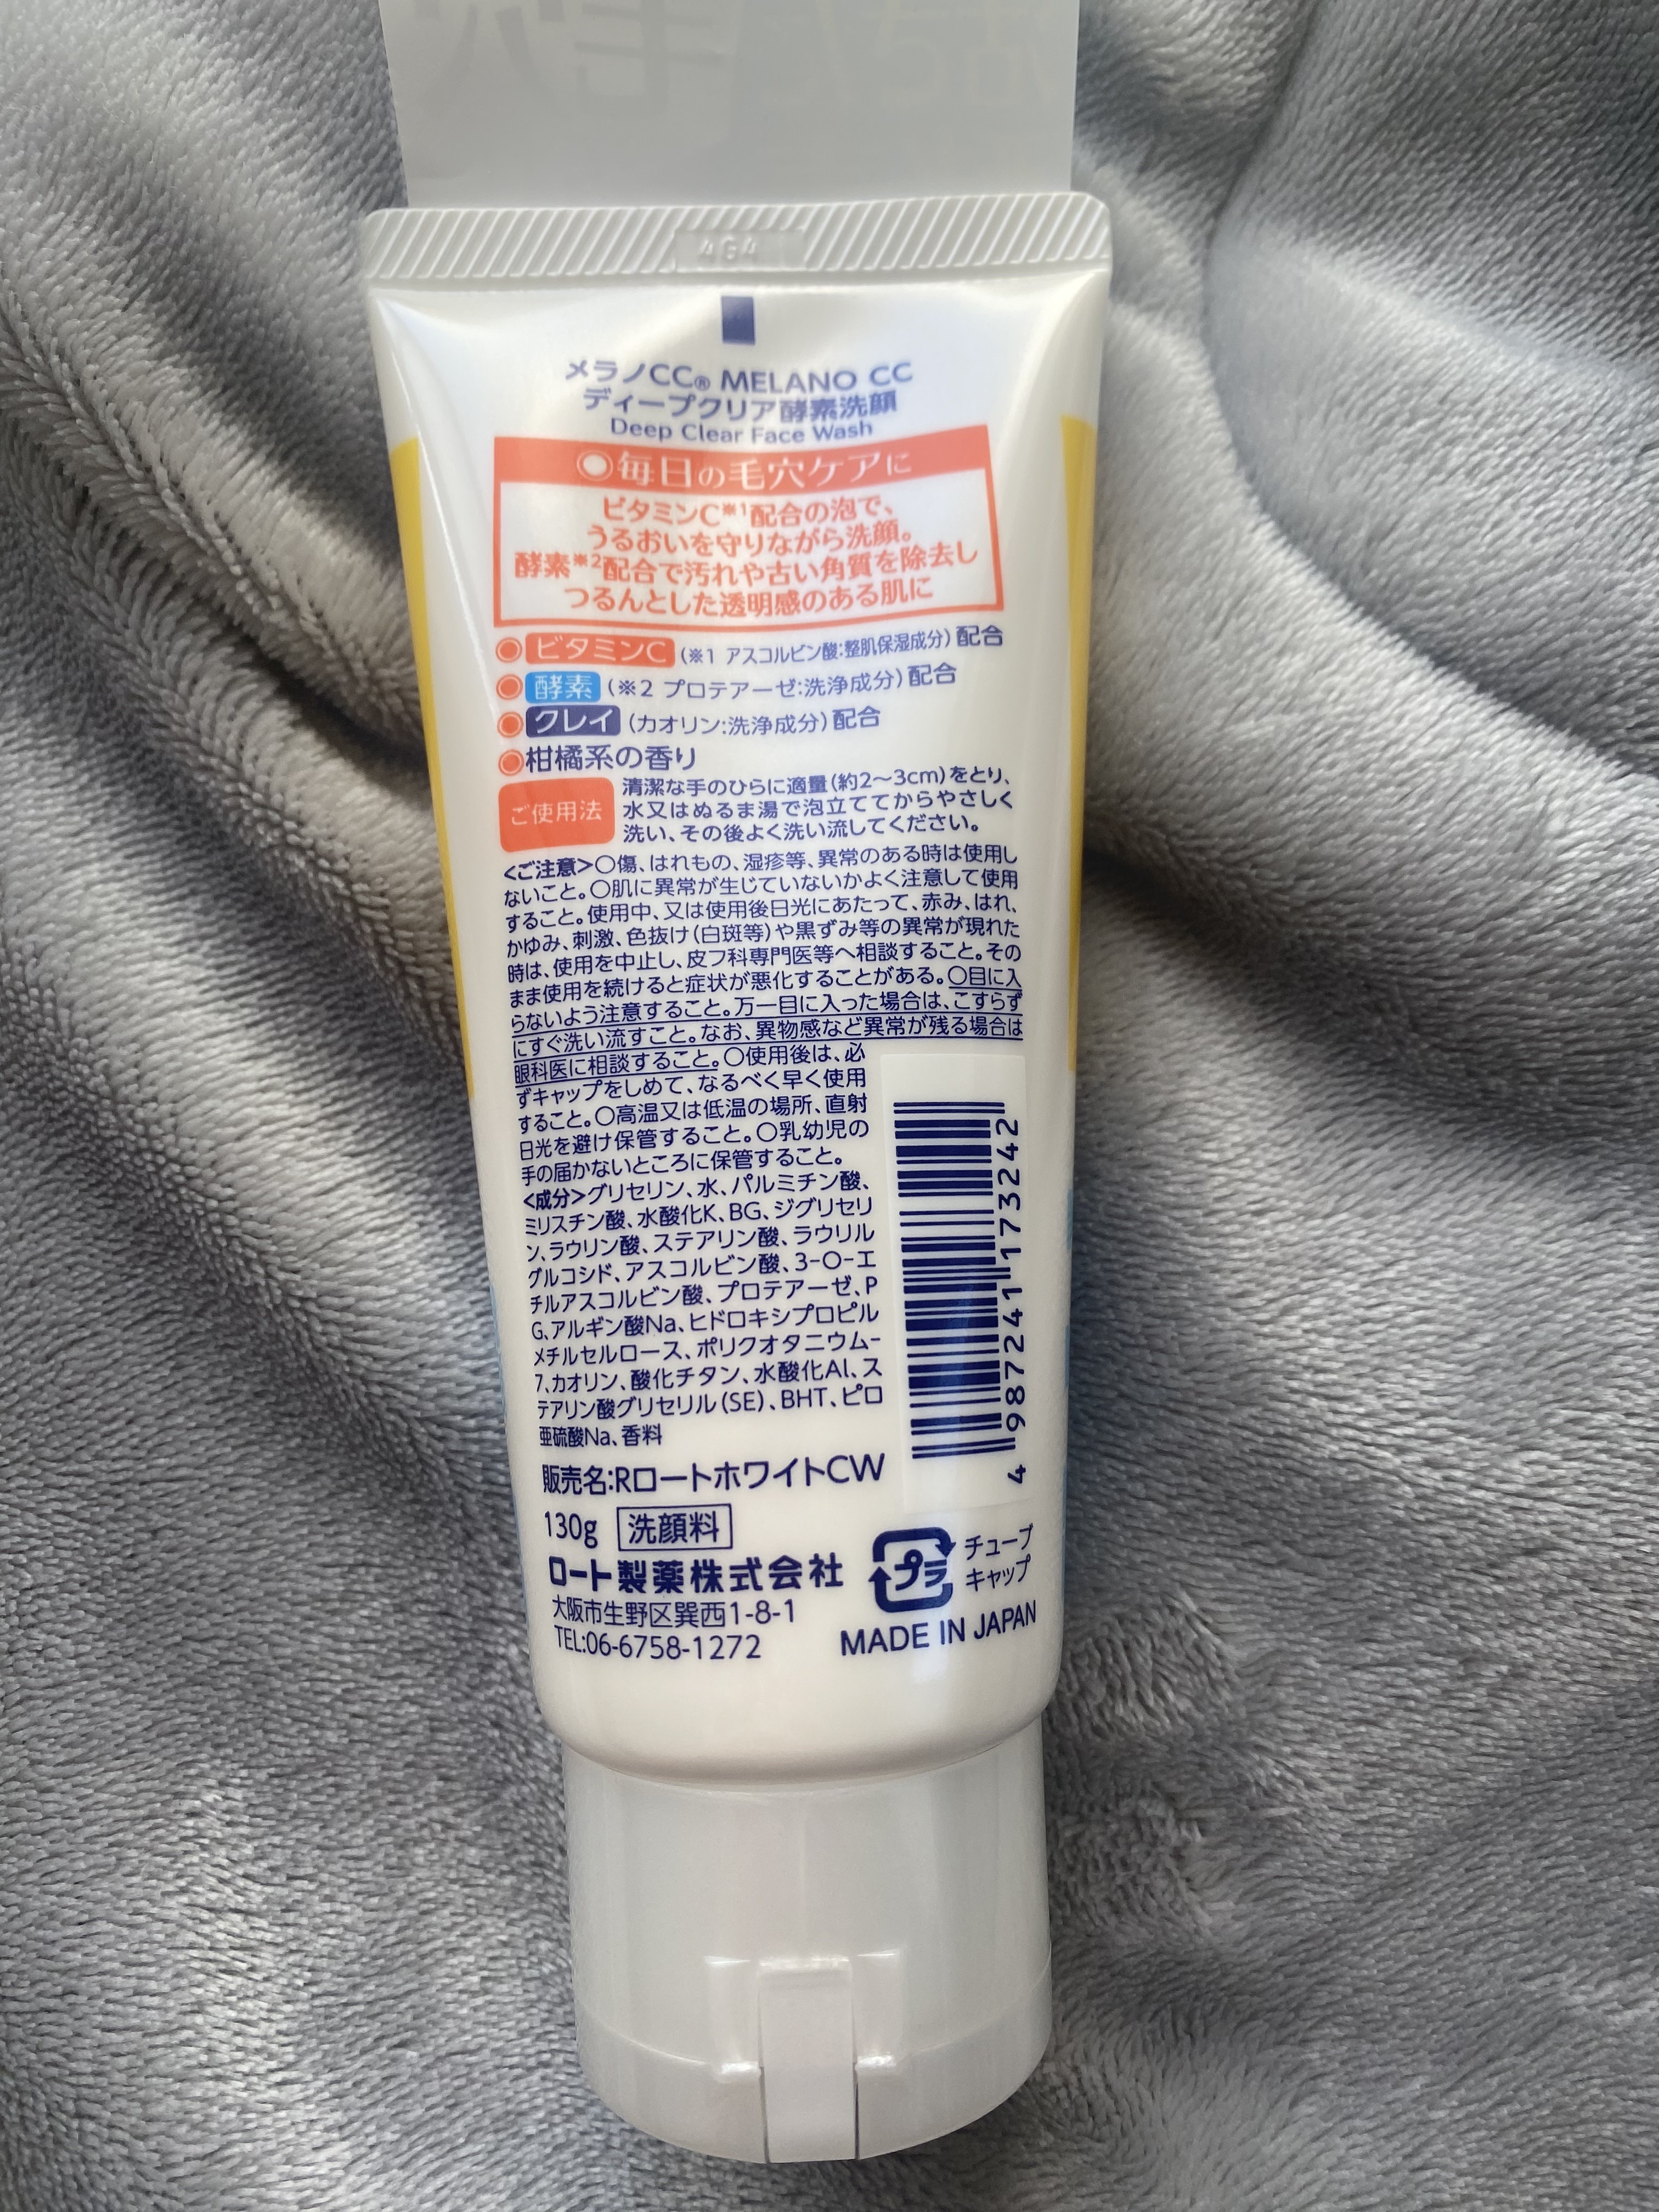 4G4
メラノCC® MELANO CC
ディープクリア酵素洗顔
Deep Clear Face Wash
◎毎日の毛穴ケアに
ビタミンC※1配合の泡で、
うるおいを守りながら洗顔。
酵素※2配合で汚れや古い角質を除去し
つるんとした透明感のある肌に
◉ビタミンC(※1 アスコルビン酸:整肌保湿成分)配合
◉酵素(※2 プロテアーゼ:洗浄成分)配合
◉クレイ(カオリン:洗浄成分)配合
◉柑橘系の香り
ご使用法
清潔な手のひらに適量(約2〜3cm)をとり、
水又はぬるま湯で泡立ててからやさしく
洗い、その後よく洗い流してください。
<ご注意>○傷、はれもの、湿疹等、異常のある時は使用し
ないこと。○肌に異常が生じていないかよく注意して使用
すること。使用中、又は使用後日光にあたって、赤み、はれ、
かゆみ、刺激、色抜け(白斑等)や黒ずみ等の異常が現れた
時は、使用を中止し、皮フ科専門医等へ相談すること。その
まま使用を続けると症状が悪化することがある。○目に入
らないよう注意すること。万一目に入った場合は、こすらず
にすぐ洗い流すこと。なお、異物感など異常が残る場合は
眼科医に相談すること。○使用後は、必
ずキャップをしめて、なるべく早く使用
すること。○高温又は低温の場所、直射
日光を避け保管すること。○乳幼児の
手の届かないところに保管すること。
<成分>グリセリン、水、パルミチン酸、
ミリスチン酸、水酸化K、BG、ジグリセリ
ン、ラウリン酸、ステアリン酸、ラウリル
グルコシド、アスコルビン酸、3-O-エ
チルアスコルビン酸、プロテアーゼ、P
G、アルギン酸Na、ヒドロキシプロピル
メチルセルロース、ポリクオタニウム-
7、カオリン、酸化チタン、水酸化Al、ス
テアリン酸グリセリル(SE)、BHT、ピロ
亜硫酸Na、香料
4 987241 173242
販売名:RロートホワイトCW
130g 洗顔料
ロート製薬株式会社
大阪市生野区巽西1-8-1
TEL:06-6758-1272
プラ
チューブ
キャップ
MADE IN JAPAN